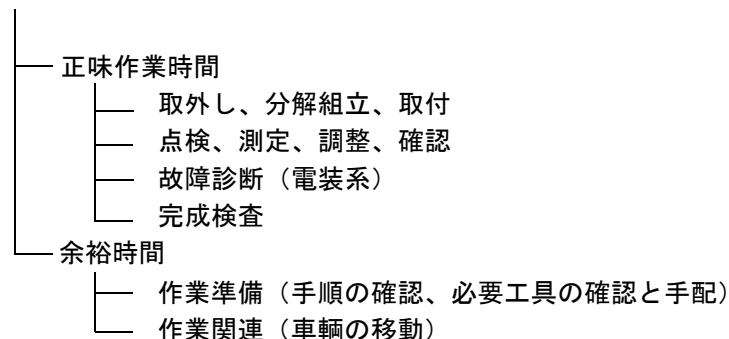 正味作業時間
取外し、分解組立、取付
点検、測定、調整、確認
故障診断（電装系）
完成検査
余裕時間
作業準備（手順の確認、必要工具の確認と手配）
作業関連（車輌の移動）